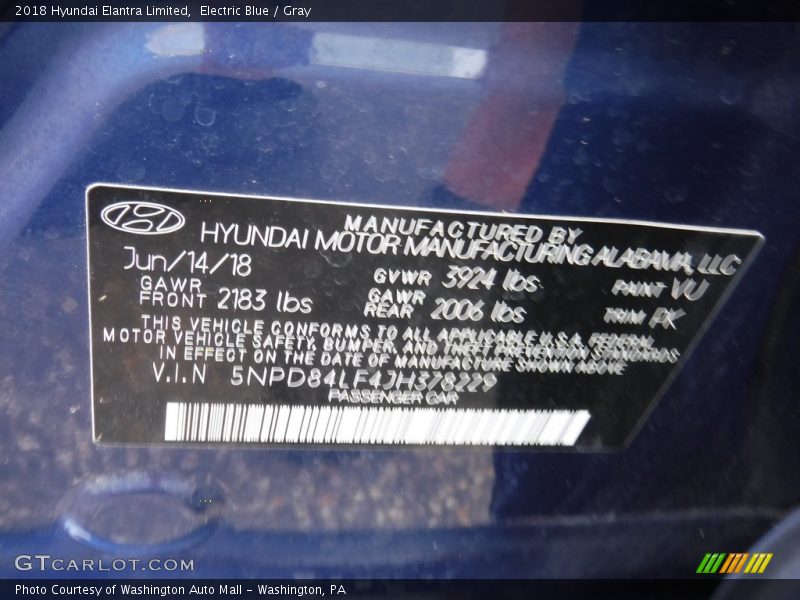 2018 Hyundai Elantra Limited,  Electric Blue / Gray
MANUFACTURED BY
HYUNDAI MOTOR MANUFACTURING ALABAMA, LLC
Jun/14/18
GVWR 3924 lbs
PAINT VU
GAWR FRONT 2183 lbs
GAWR REAR 2006 lbs
TRIM PK
THIS VEHICLE CONFORMS TO ALL APPLICABLE U.S.A. FEDERAL
MOTOR VEHICLE SAFETY, BUMPER, AND THEFT PREVENTION STANDARDS
IN EFFECT ON THE DATE OF MANUFACTURE SHOWN ABOVE
V.I.N 5NPD84LF4JH378229
PASSENGER CAR
GTCARLOT.COM
Photo Courtesy of Washington Auto Mall - Washington, PA